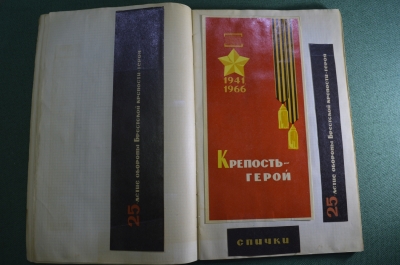 25-летие обороны Брестской крепости-героя
1941
1966
Крепость-
герой
25-летие обороны Брестской крепости-героя
спички